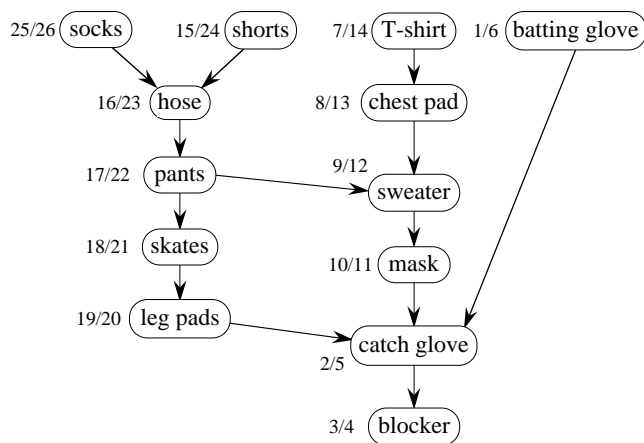 25/26 socks 15/24 shorts 7/14 T-shirt 1/6 batting glove
16/23 hose 8/13 chest pad
17/22 pants 9/12 sweater
18/21 skates 10/11 mask
19/20 leg pads 2/5 catch glove
3/4 blocker